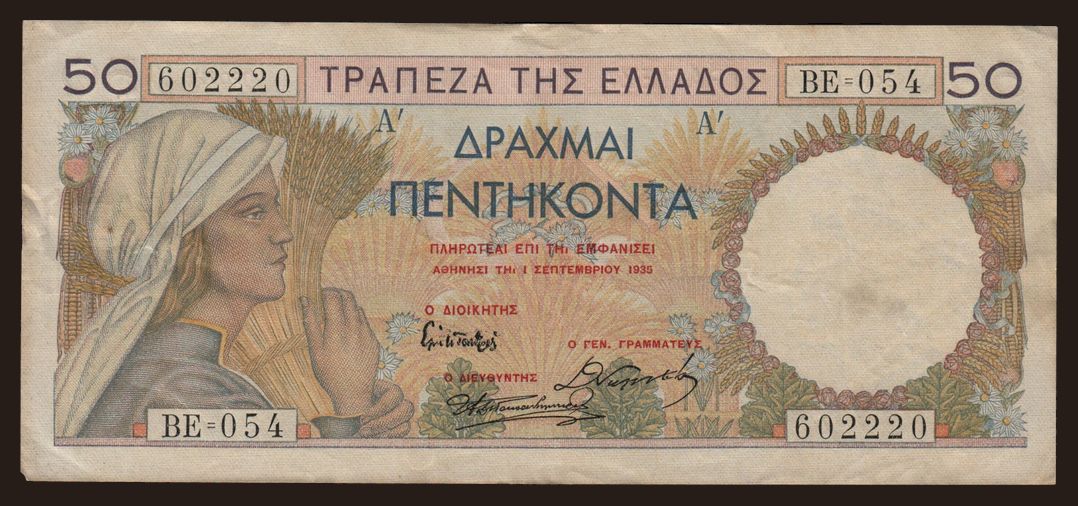 50 602220 ΤΡΑΠΕΖΑ ΤΗΣ ΕΛΛΑΔΟΣ ΒΕ=054 50
Α′ Α′
ΔΡΑΧΜΑΙ
ΠΕΝΤΗΚΟΝΤΑ
ΠΛΗΡΩΤΕΑΙ ΕΠΙ ΤΗι ΕΜΦΑΝΙΣΕΙ
ΑΘΗΝΗΣΙ ΤΗι 1 ΣΕΠΤΕΜΒΡΙΟΥ 1935
Ο ΔΙΟΙΚΗΤΗΣ
Ο ΓΕΝ. ΓΡΑΜΜΑΤΕΥΣ
Ο ΔΙΕΥΘΥΝΤΗΣ
ΒΕ=054 602220